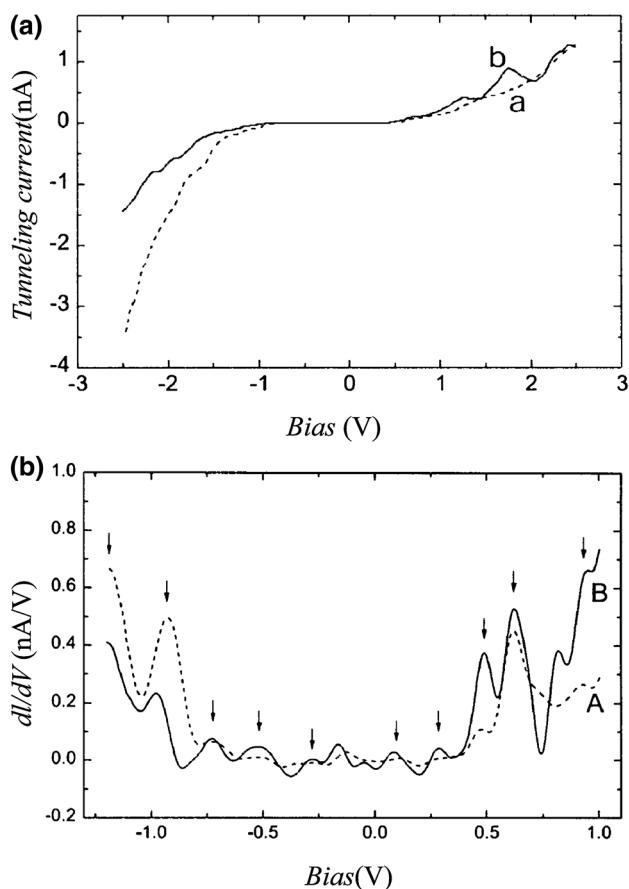 (a)
1
0
-1
-2
-3
-4
Tunneling current(nA)
b
a
-3 -2 -1 0 1 2 3
Bias (V)
(b)
1.0
0.8
0.6
0.4
0.2
0.0
-0.2
dI/dV (nA/V)
B
A
-1.0 -0.5 0.0 0.5 1.0
Bias(V)